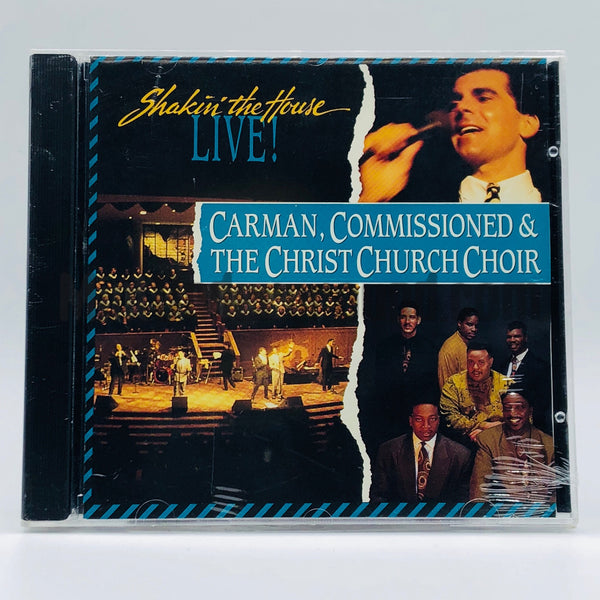 Shakin' the House
LIVE!
CARMAN, COMMISSIONED &
THE CHRIST CHURCH CHOIR